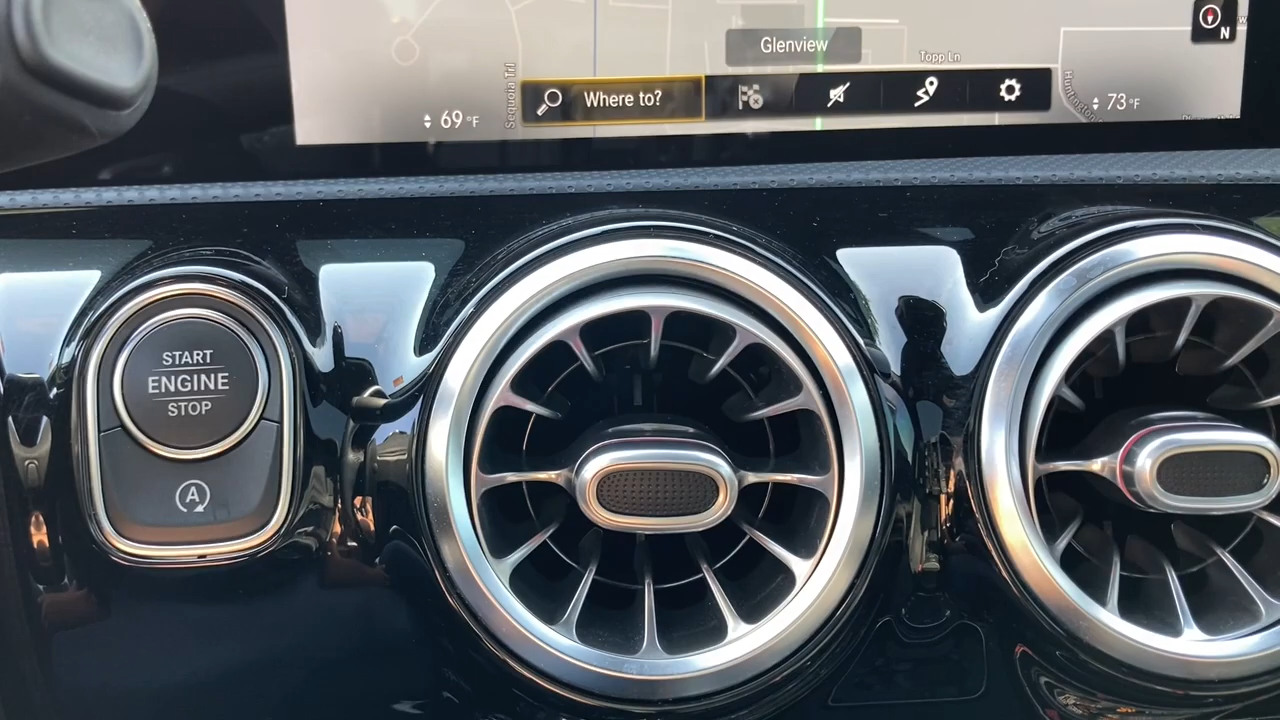 N
Glenview
Topp Ln
Sequoia Trl
Where to?
69 °F
73 °F
START
ENGINE
STOP
A